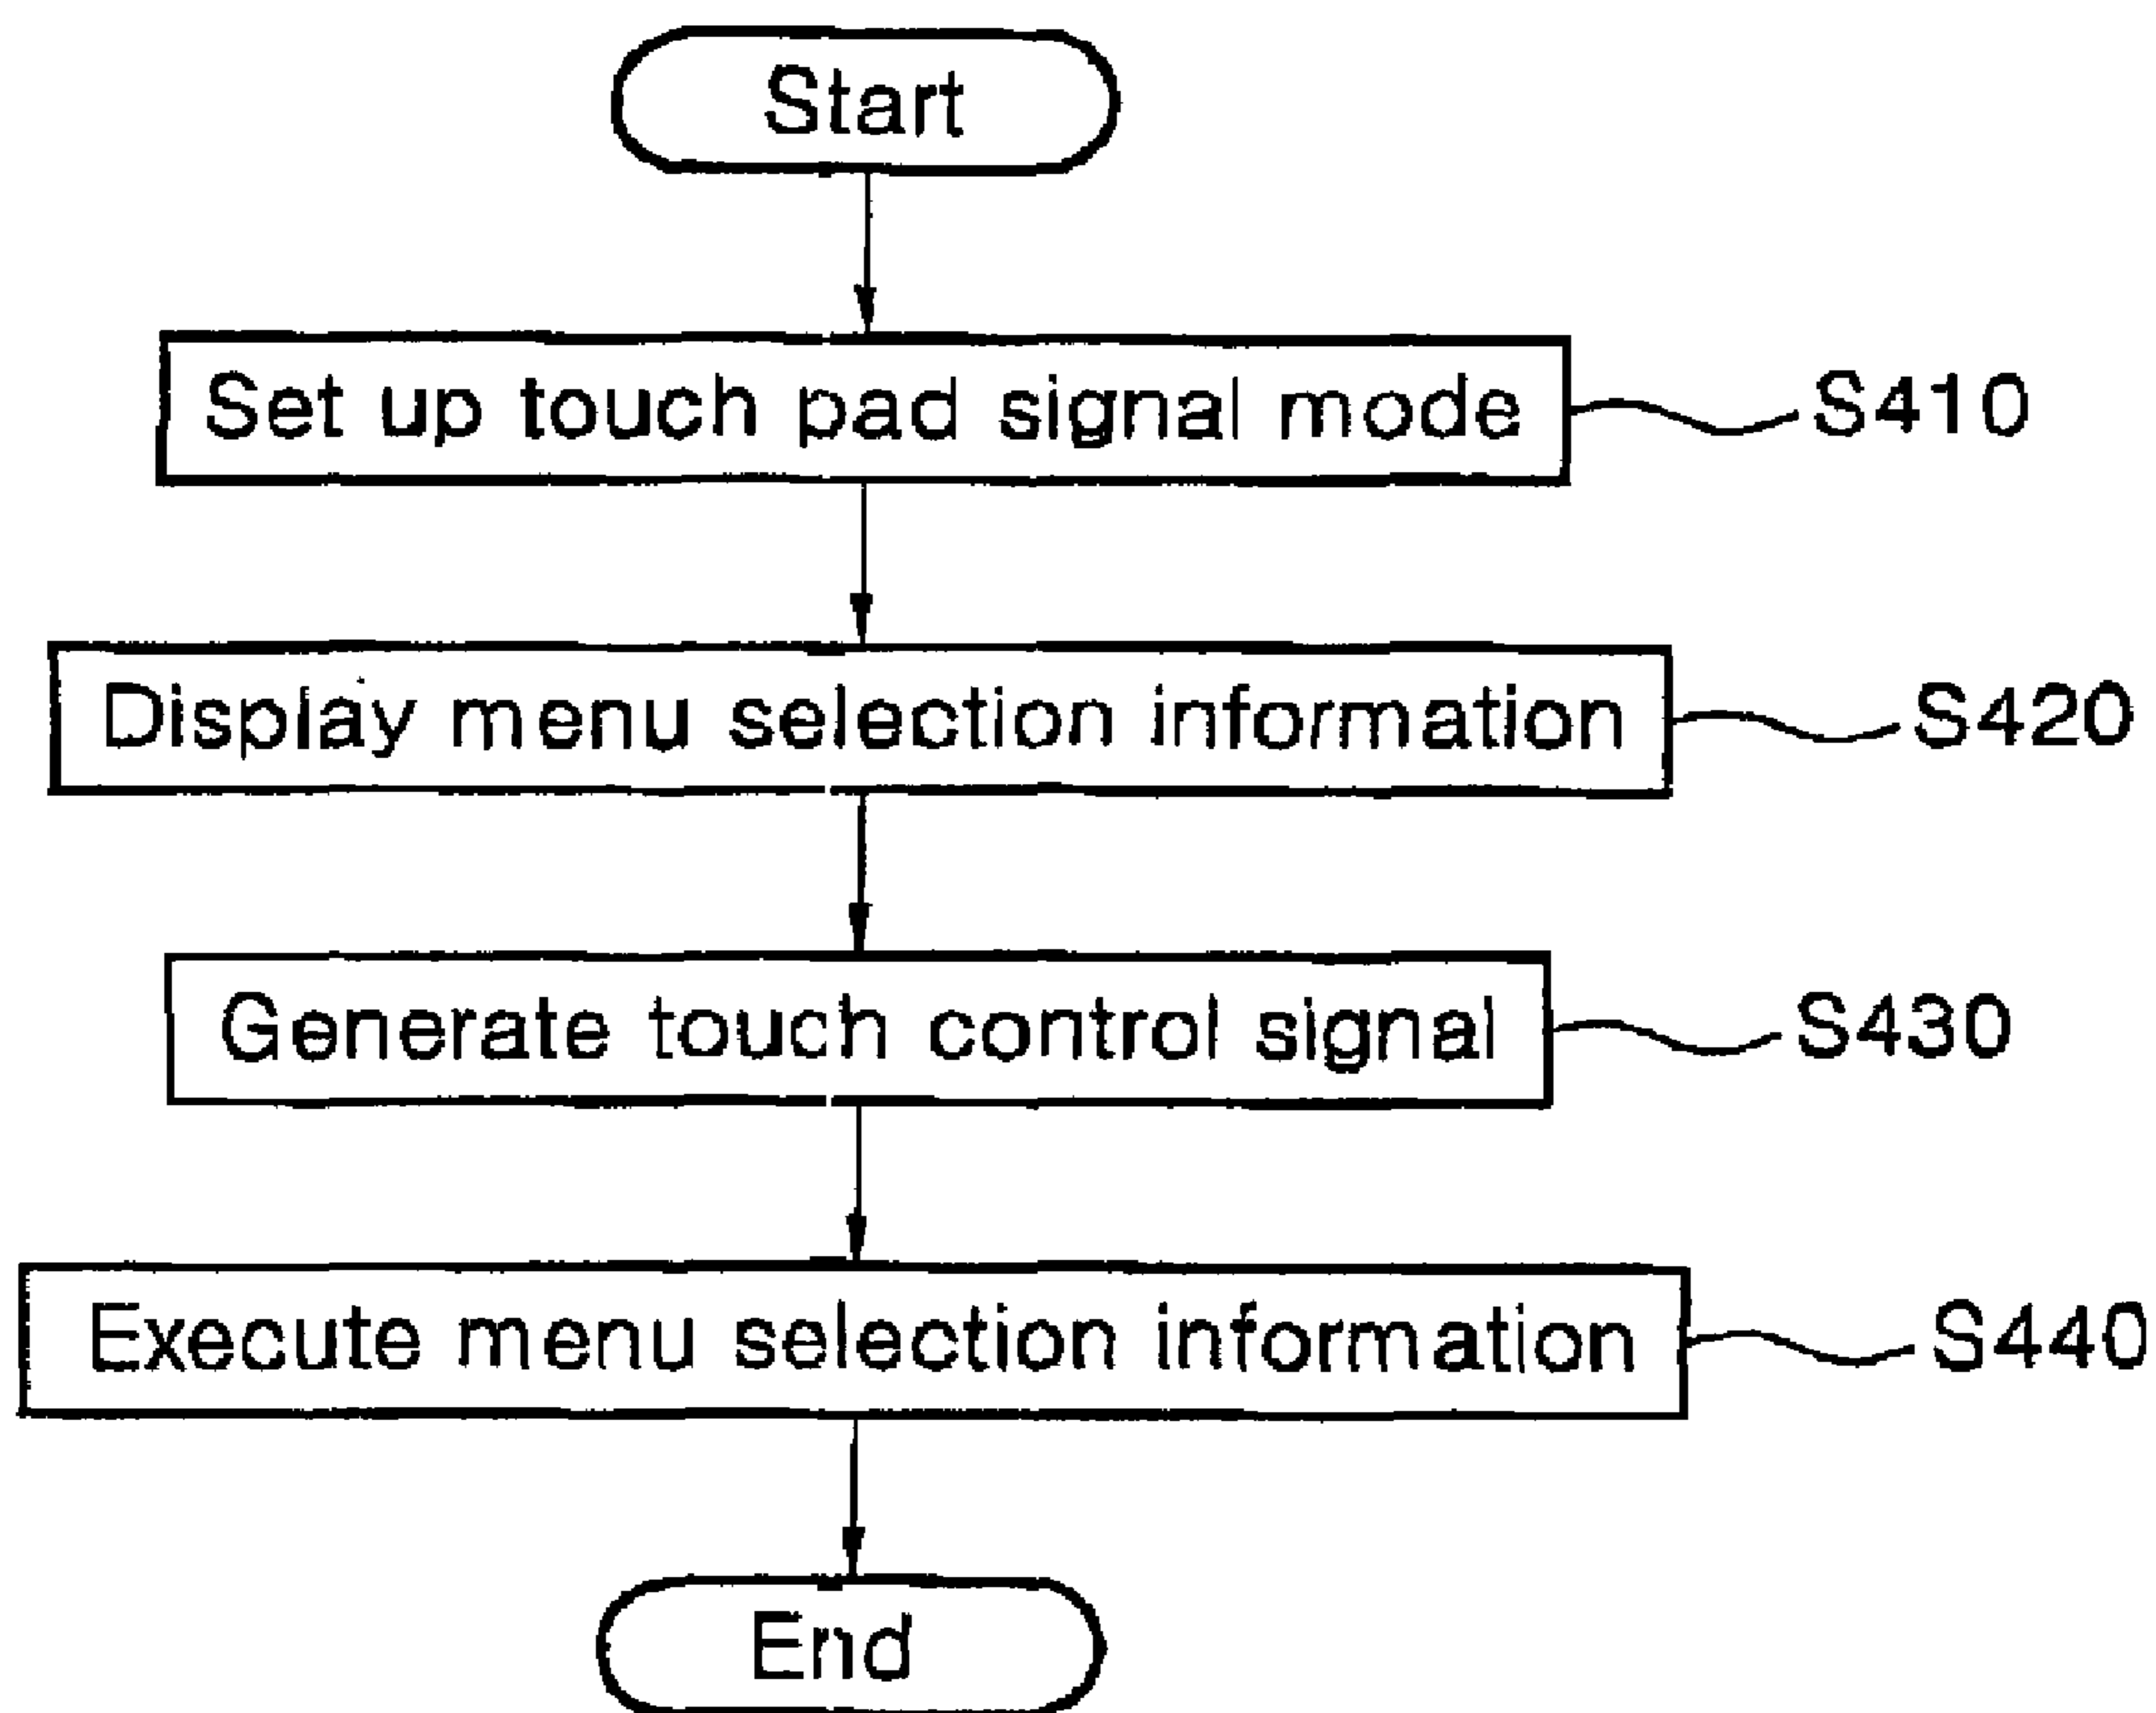 Start
Set up touch pad signal mode S410
Display menu selection information S420
Generate touch control signal S430
Execute menu selection information S440
End